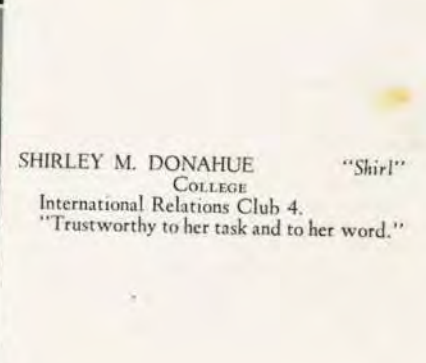 SHIRLEY M. DONAHUE "Shirl"
COLLEGE
International Relations Club 4.
"Trustworthy to her task and to her word."